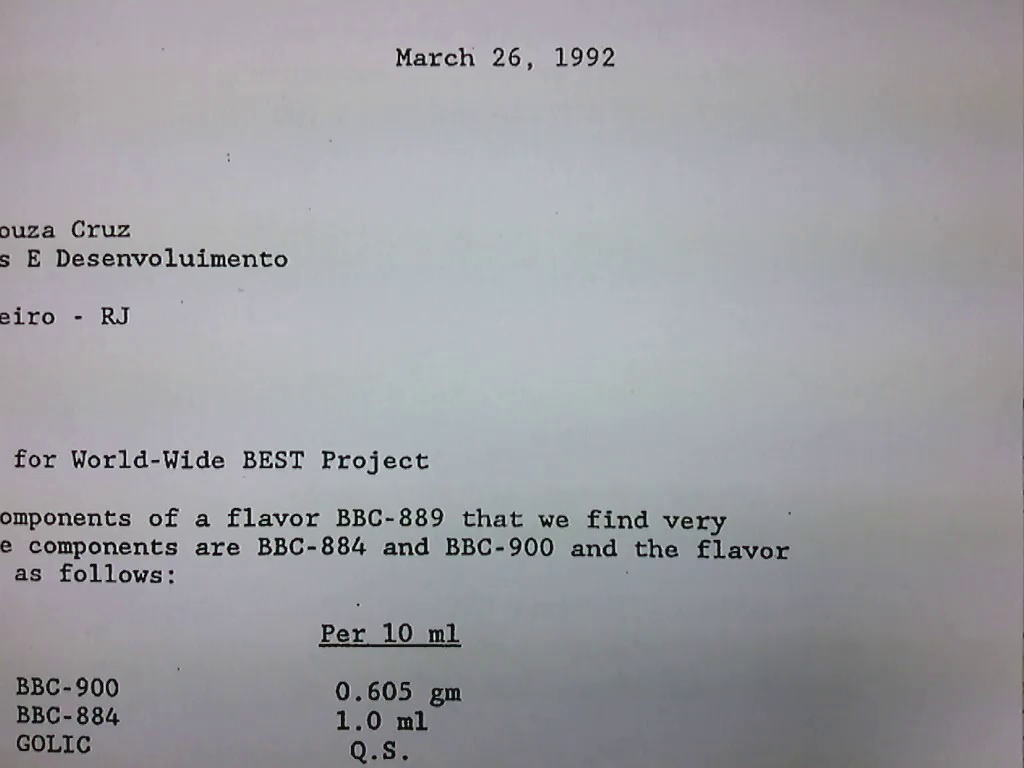 March 26, 1992
ouza Cruz
s E Desenvoluimento
eiro - RJ
for World-Wide BEST Project
omponents of a flavor BBC-889 that we find very
e components are BBC-884 and BBC-900 and the flavor
as follows:
Per 10 ml
BBC-900 0.605 gm
BBC-884 1.0 ml
GOLIC Q.S.